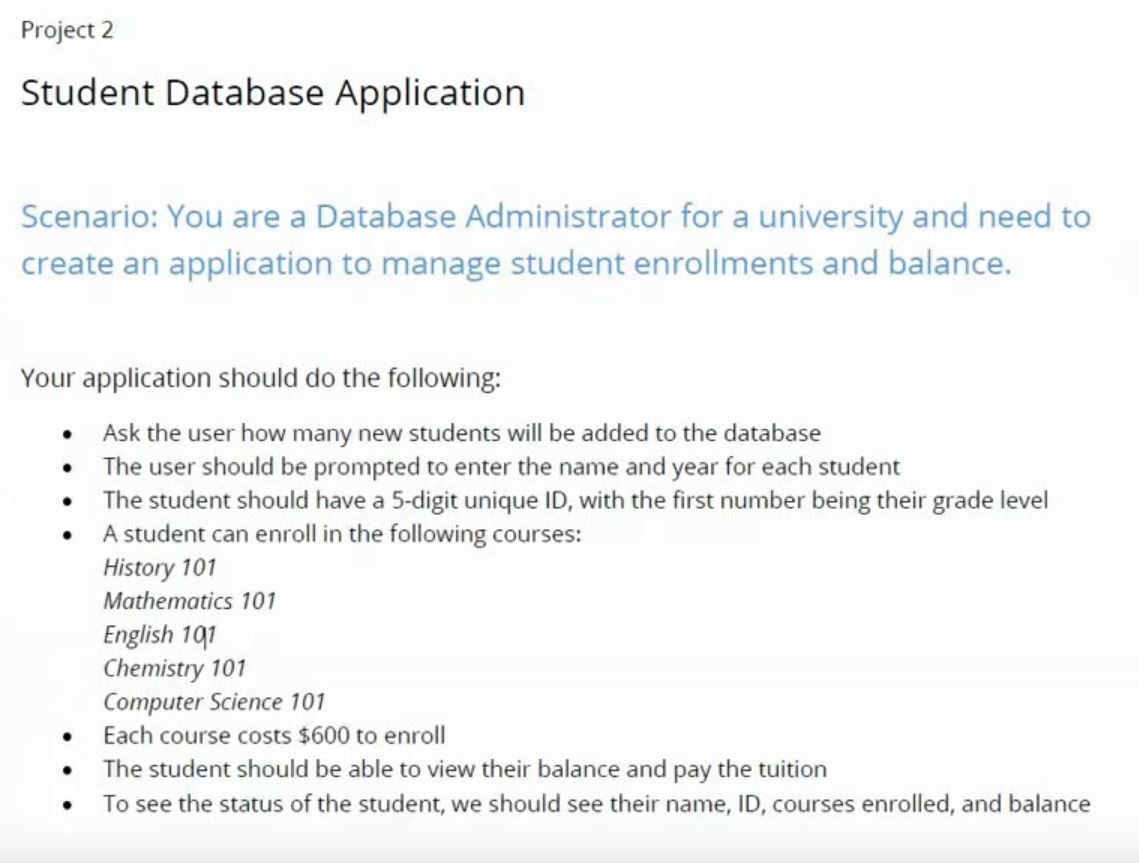 Project 2
Student Database Application
Scenario: You are a Database Administrator for a university and need to
create an application to manage student enrollments and balance.
Your application should do the following:
• Ask the user how many new students will be added to the database
• The user should be prompted to enter the name and year for each student
• The student should have a 5-digit unique ID, with the first number being their grade level
• A student can enroll in the following courses:
History 101
Mathematics 101
English 101
Chemistry 101
Computer Science 101
• Each course costs $600 to enroll
• The student should be able to view their balance and pay the tuition
• To see the status of the student, we should see their name, ID, courses enrolled, and balance